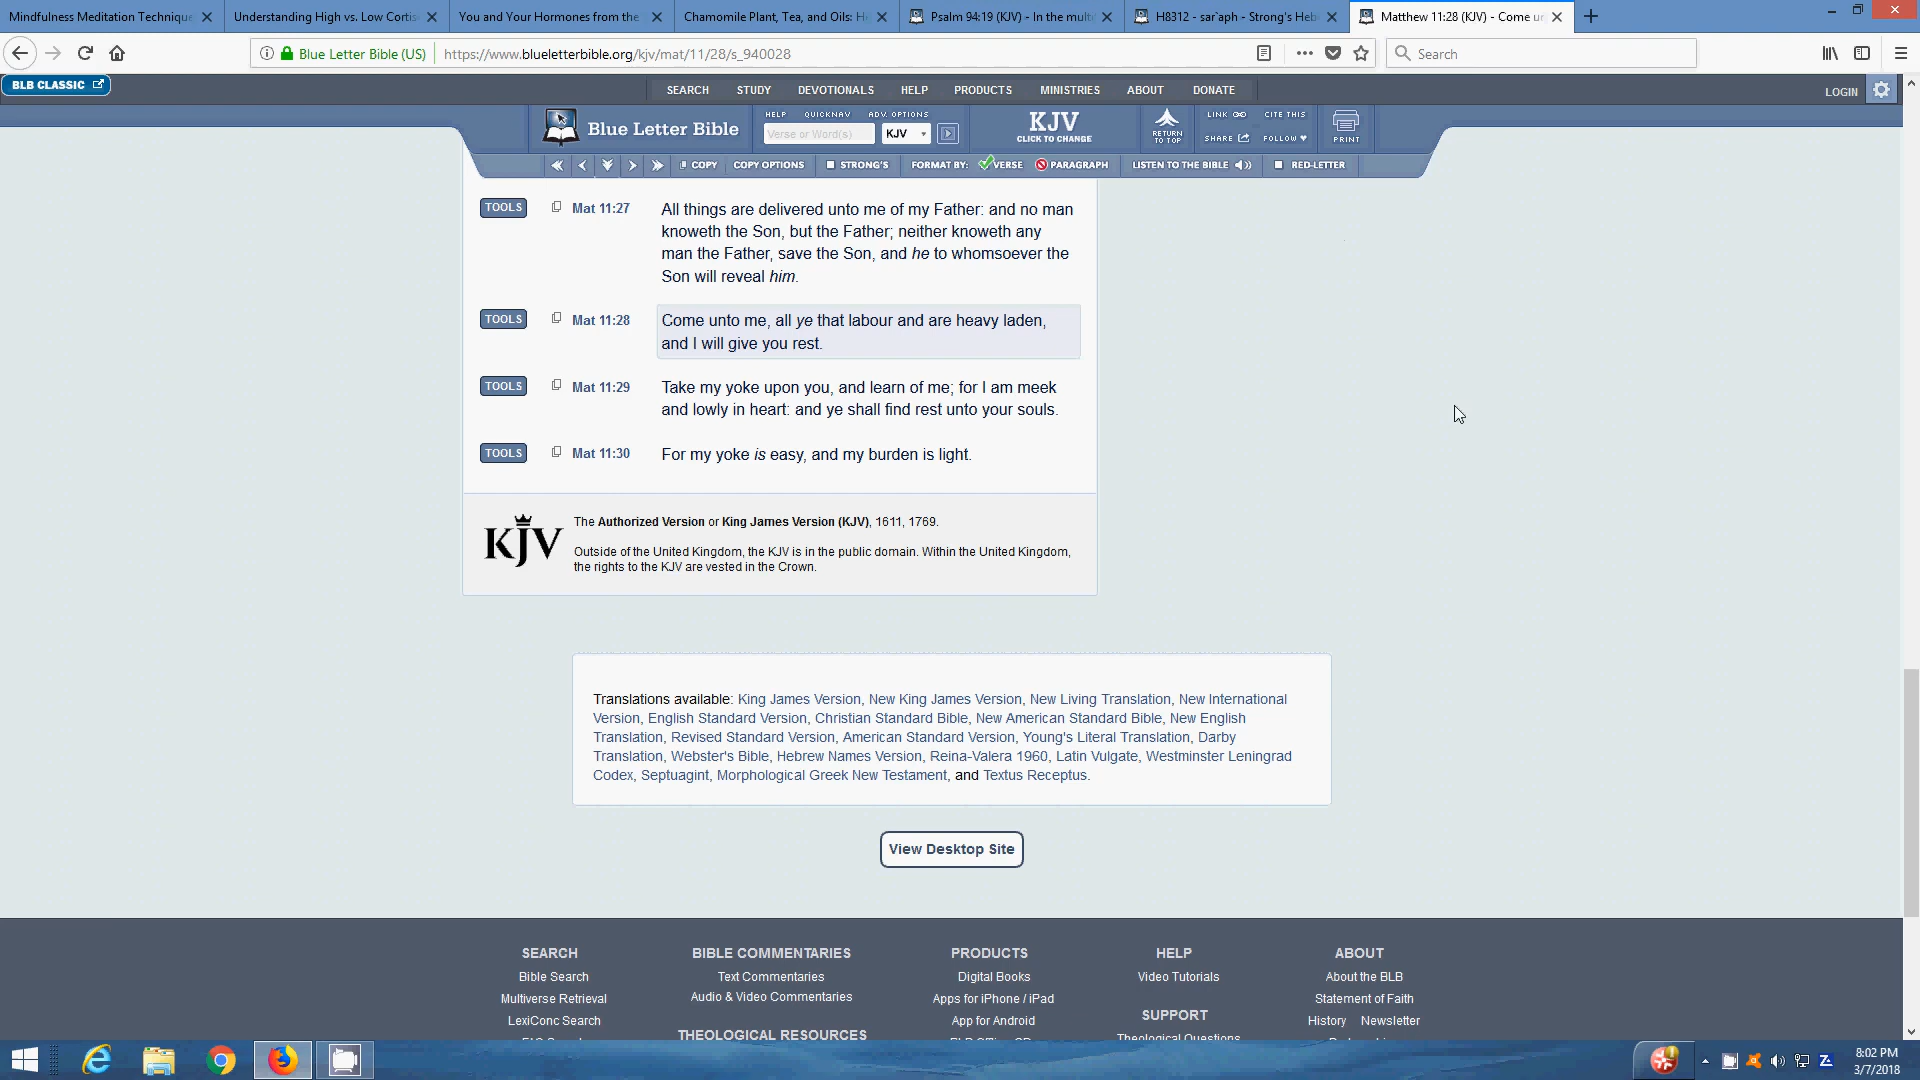 Mindfulness Meditation Technique
Understanding High vs. Low Cortis
You and Your Hormones from the
Chamomile Plant, Tea, and Oils: He
Psalm 94:19 (KJV) - In the mult
H8312 - sar`aph - Strong's Heb
Matthew 11:28 (KJV) - Come un
Blue Letter Bible (US)
https://www.blueletterbible.org/kjv/mat/11/28/s_940028
Search
BLB CLASSIC
SEARCH STUDY DEVOTIONALS HELP PRODUCTS MINISTRIES ABOUT DONATE
LOGIN
Blue Letter Bible
HELP QUICKNAV ADV. OPTIONS
Verse or Word(s)
KJV
KJV
CLICK TO CHANGE
RETURN
TO TOP
LINK CITE THIS
SHARE FOLLOW
PRINT
COPY COPY OPTIONS STRONG'S FORMAT BY: VERSE PARAGRAPH LISTEN TO THE BIBLE RED-LETTER
TOOLS Mat 11:27 All things are delivered unto me of my Father: and no man
knoweth the Son, but the Father; neither knoweth any
man the Father, save the Son, and he to whomsoever the
Son will reveal him.
TOOLS Mat 11:28 Come unto me, all ye that labour and are heavy laden,
and I will give you rest.
TOOLS Mat 11:29 Take my yoke upon you, and learn of me; for I am meek
and lowly in heart: and ye shall find rest unto your souls.
TOOLS Mat 11:30 For my yoke is easy, and my burden is light.
KJV
The Authorized Version or King James Version (KJV), 1611, 1769.
Outside of the United Kingdom, the KJV is in the public domain. Within the United Kingdom,
the rights to the KJV are vested in the Crown.
Translations available: King James Version, New King James Version, New Living Translation, New International
Version, English Standard Version, Christian Standard Bible, New American Standard Bible, New English
Translation, Revised Standard Version, American Standard Version, Young's Literal Translation, Darby
Translation, Webster's Bible, Hebrew Names Version, Reina-Valera 1960, Latin Vulgate, Westminster Leningrad
Codex, Septuagint, Morphological Greek New Testament, and Textus Receptus.
View Desktop Site
SEARCH BIBLE COMMENTARIES PRODUCTS HELP ABOUT
Bible Search Text Commentaries Digital Books Video Tutorials About the BLB
Multiverse Retrieval Audio & Video Commentaries Apps for iPhone / iPad Statement of Faith
LexiConc Search App for Android SUPPORT History Newsletter
THEOLOGICAL RESOURCES
Theological Questions
8:02 PM
3/7/2018